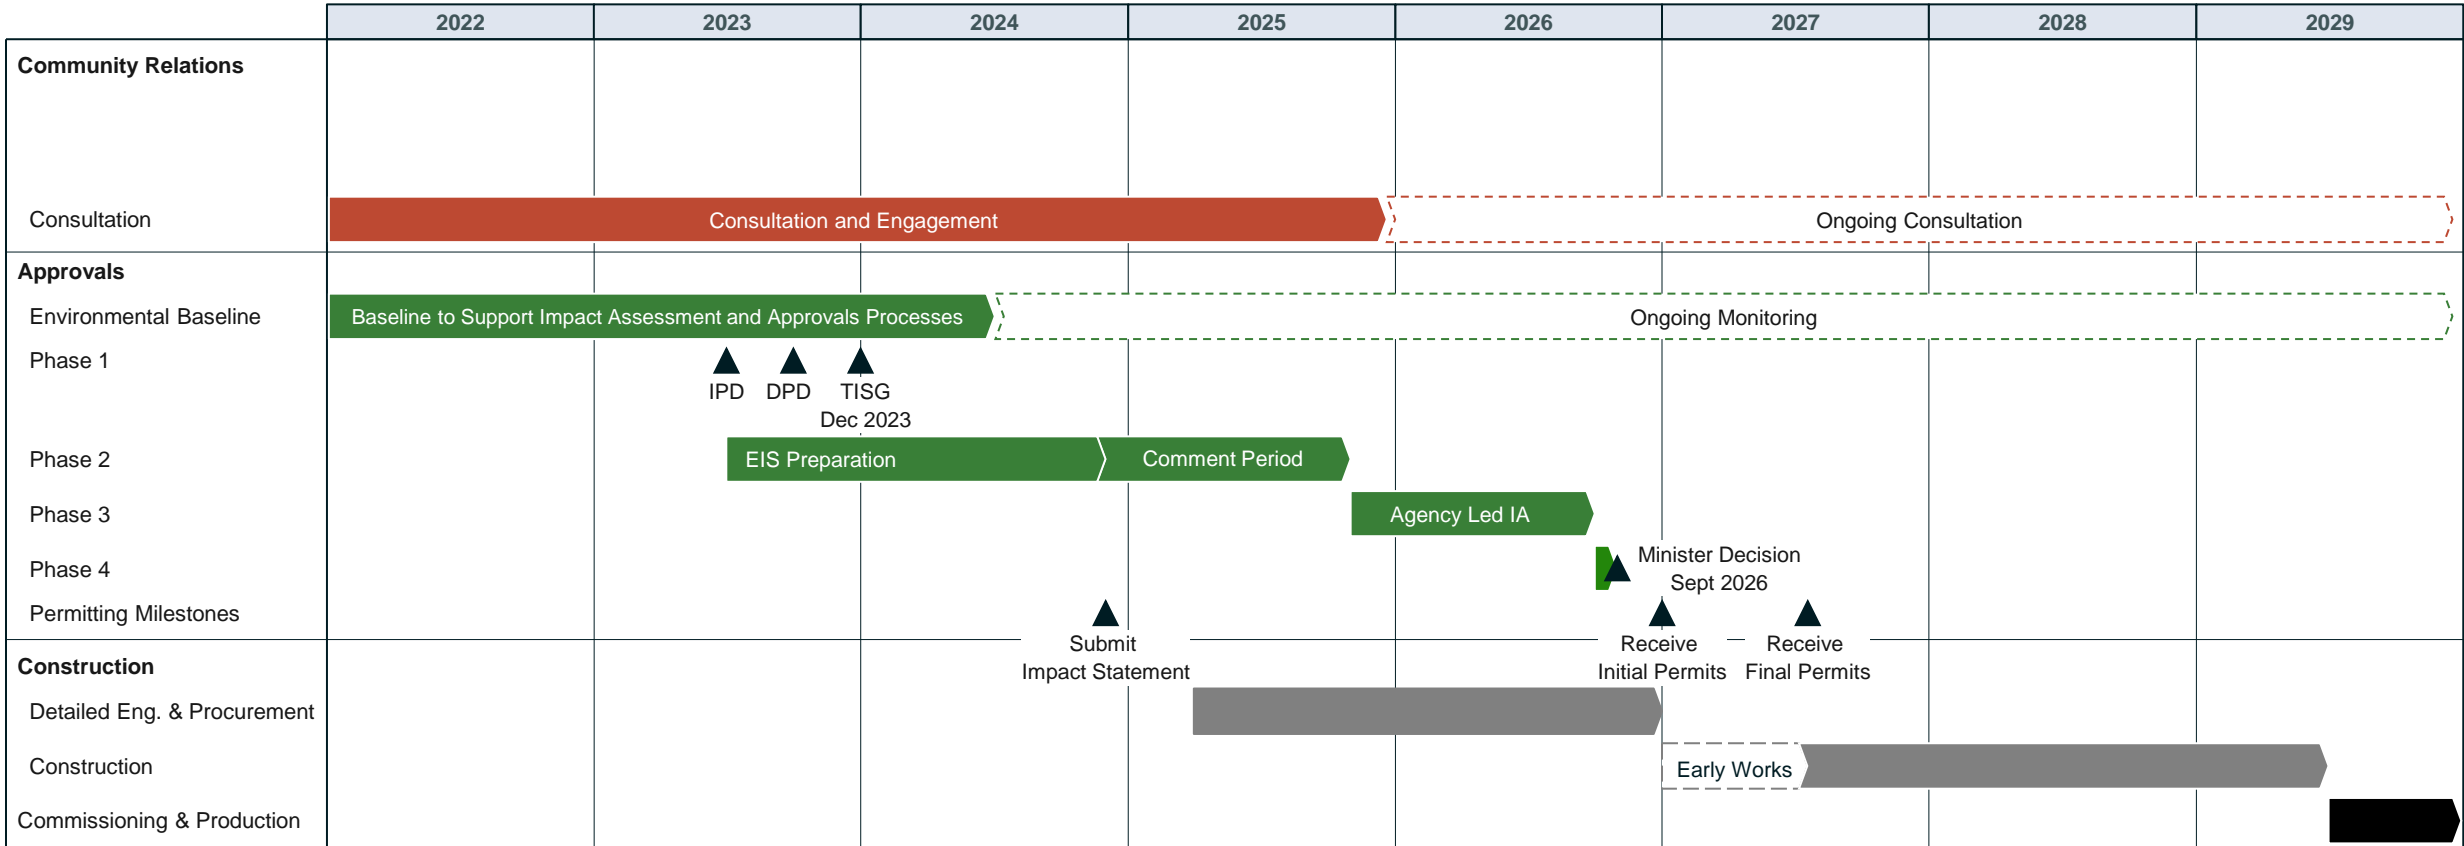 2022 2023 2024 2025 2026 2027 2028 2029
Community Relations
Consultation
Consultation and Engagement
Ongoing Consultation
Approvals
Environmental Baseline
Baseline to Support Impact Assessment and Approvals Processes
Ongoing Monitoring
Phase 1
IPD
DPD
TISG
Dec 2023
Phase 2
EIS Preparation
Comment Period
Phase 3
Agency Led IA
Phase 4
Minister Decision
Sept 2026
Permitting Milestones
Submit
Impact Statement
Receive
Initial Permits
Receive
Final Permits
Construction
Detailed Eng. & Procurement
Construction
Early Works
Commissioning & Production